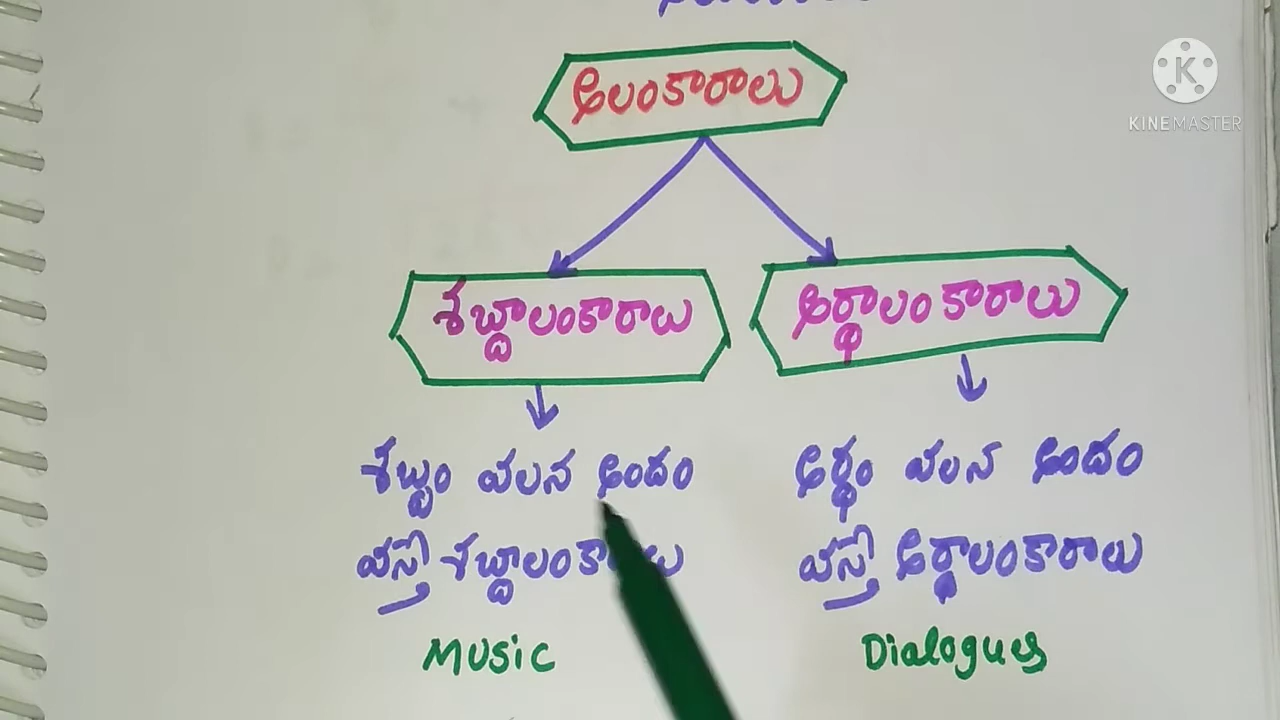 అలంకారాలు
K
KINEMASTER
శబ్దాలంకారాలు
అర్థాలంకారాలు
శబ్దం వలన అందం
వస్తే శబ్దాలంకారాలు
Music
అర్థం వలన అందం
వస్తే అర్థాలంకారాలు
Dialogues